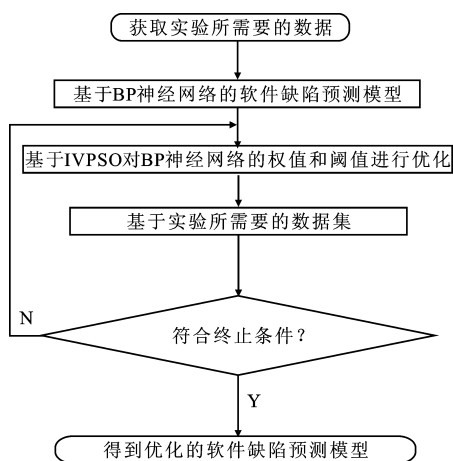 获取实验所需要的数据
基于BP神经网络的软件缺陷预测模型
基于IVPSO对BP神经网络的权值和阈值进行优化
基于实验所需要的数据集
符合终止条件？
N
Y
得到优化的软件缺陷预测模型